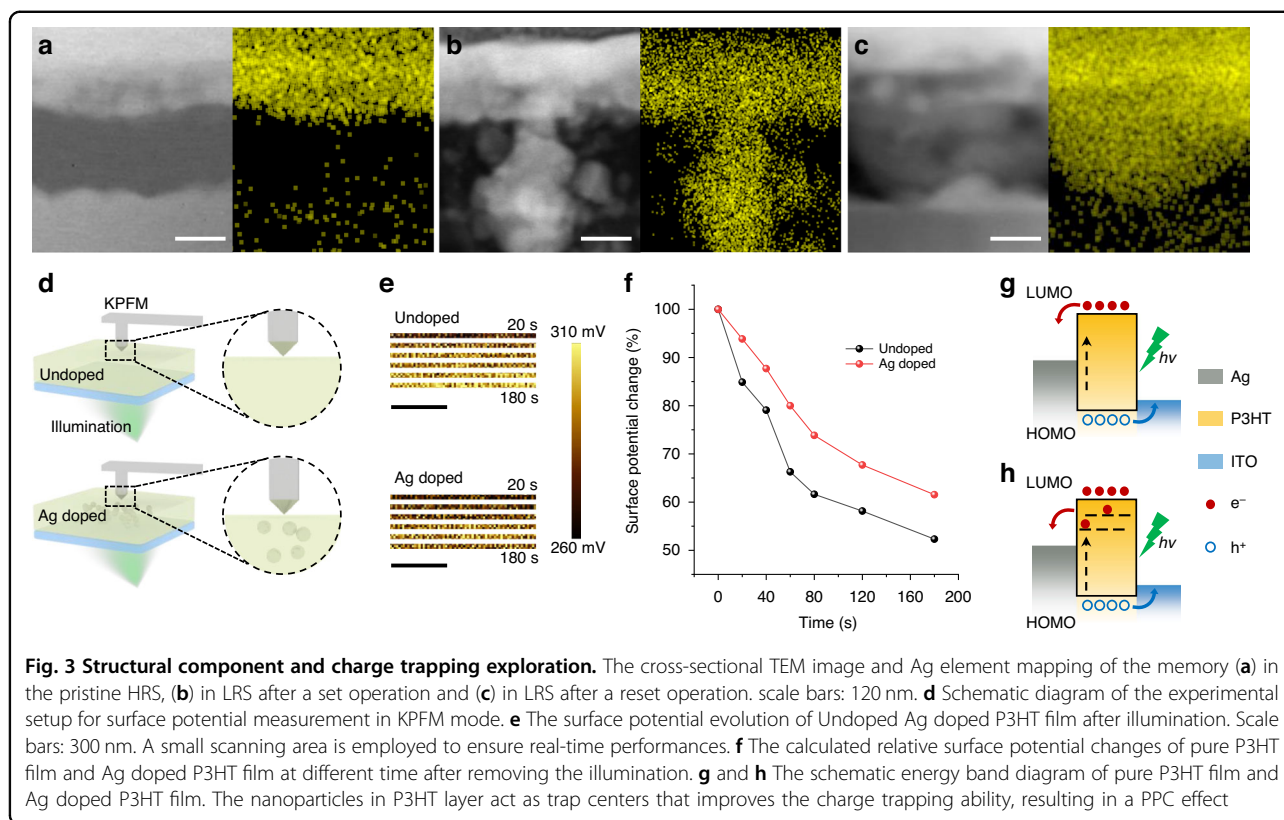 a
b
c
d
KPFM
Undoped
Illumination
Ag doped
e
Undoped
20 s
180 s
310 mV
Ag doped
20 s
180 s
260 mV
f
Surface potential change (%)
100
90
80
70
60
50
Undoped
Ag doped
0 40 80 120 160 200
Time (s)
g
LUMO
hv
HOMO
h
LUMO
hv
HOMO
Ag
P3HT
ITO
e−
h+
Fig. 3 Structural component and charge trapping exploration. The cross-sectional TEM image and Ag element mapping of the memory (a) in
the pristine HRS, (b) in LRS after a set operation and (c) in LRS after a reset operation. scale bars: 120 nm. d Schematic diagram of the experimental
setup for surface potential measurement in KPFM mode. e The surface potential evolution of Undoped Ag doped P3HT film after illumination. Scale
bars: 300 nm. A small scanning area is employed to ensure real-time performances. f The calculated relative surface potential changes of pure P3HT
film and Ag doped P3HT film at different time after removing the illumination. g and h The schematic energy band diagram of pure P3HT film and
Ag doped P3HT film. The nanoparticles in P3HT layer act as trap centers that improves the charge trapping ability, resulting in a PPC effect